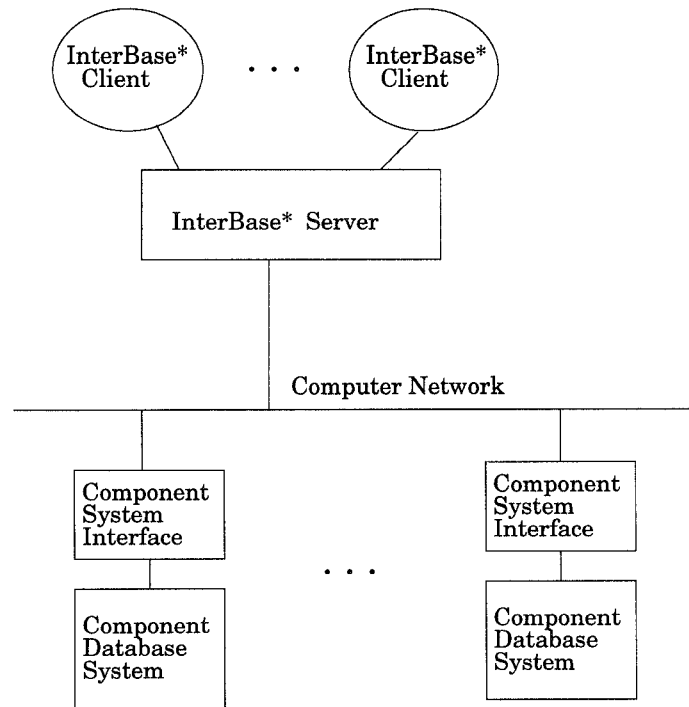 InterBase*
Client
. . .
InterBase*
Client
InterBase* Server
Computer Network
Component
System
Interface
Component
System
Interface
. . .
Component
Database
System
Component
Database
System